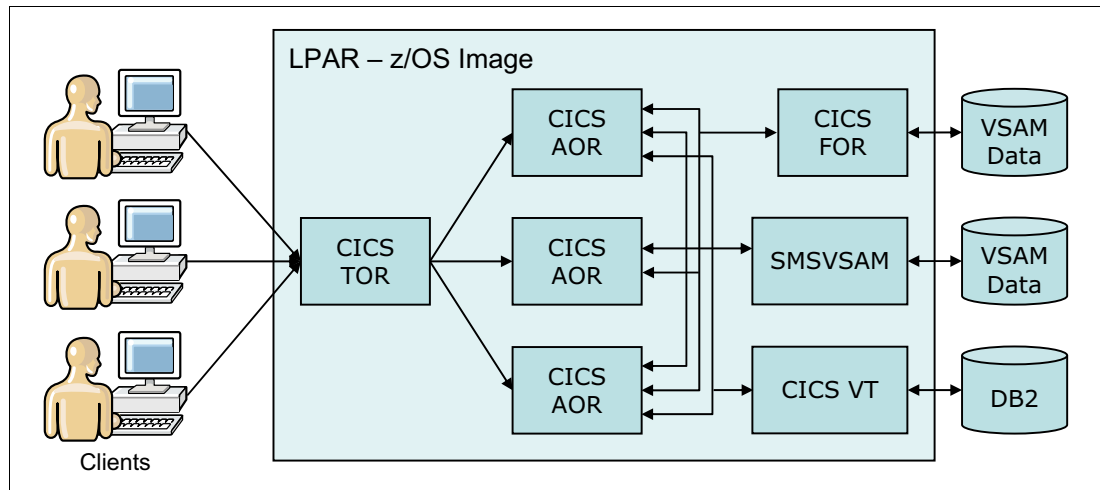 LPAR – z/OS Image
CICS
AOR
CICS
FOR
VSAM
Data
CICS
TOR
CICS
AOR
SMSVSAM
VSAM
Data
CICS
AOR
CICS VT
DB2
Clients